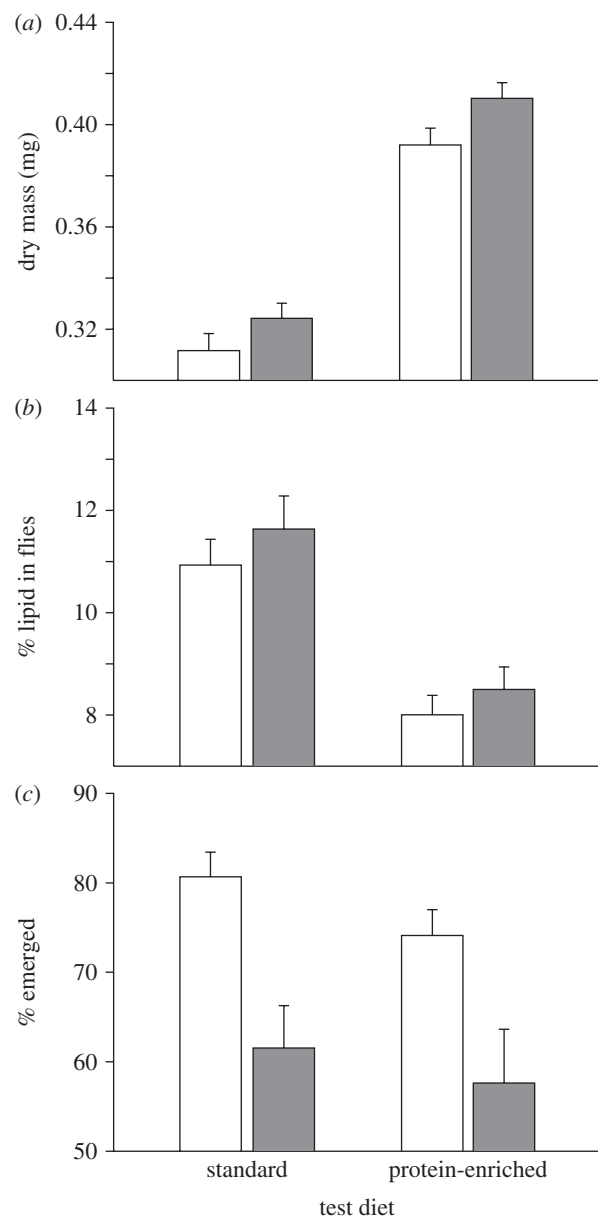 (a)
0.44
0.40
0.36
0.32
dry mass (mg)
(b)
14
12
10
8
% lipid in flies
(c)
90
80
70
60
50
% emerged
standard protein-enriched
test diet